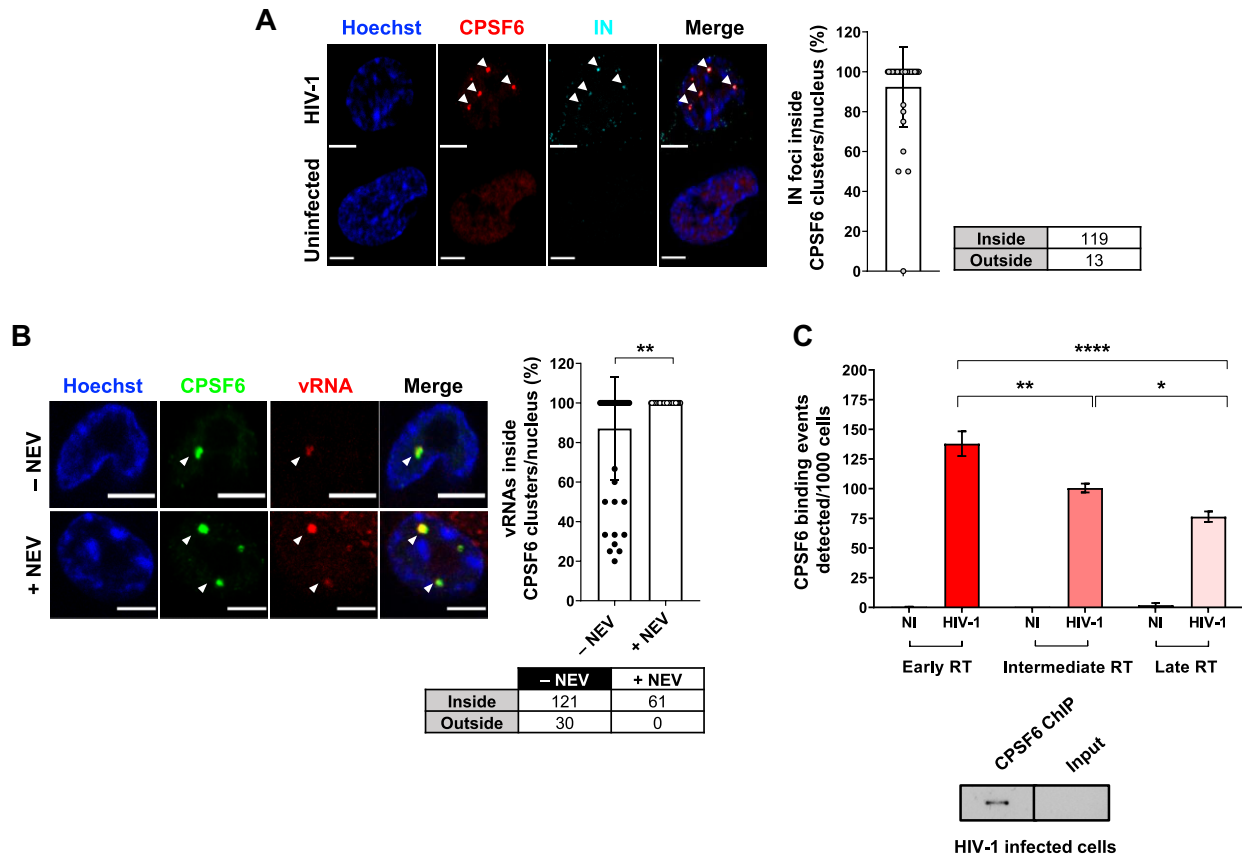 A
Hoechst CPSF6 IN Merge
HIV-1
Uninfected
IN foci inside
CPSF6 clusters/nucleus (%)
120
100
80
60
40
20
0
Inside 119
Outside 13
B
Hoechst CPSF6 vRNA Merge
– NEV
+ NEV
vRNAs inside
CPSF6 clusters/nucleus (%)
**
120
100
80
60
40
20
0
– NEV + NEV
– NEV + NEV
Inside 121 61
Outside 30 0
C
CPSF6 binding events
detected/1000 cells
****
** *
200
175
150
125
100
75
50
25
0
NI HIV-1 NI HIV-1 NI HIV-1
Early RT Intermediate RT Late RT
CPSF6 ChIP Input
HIV-1 infected cells